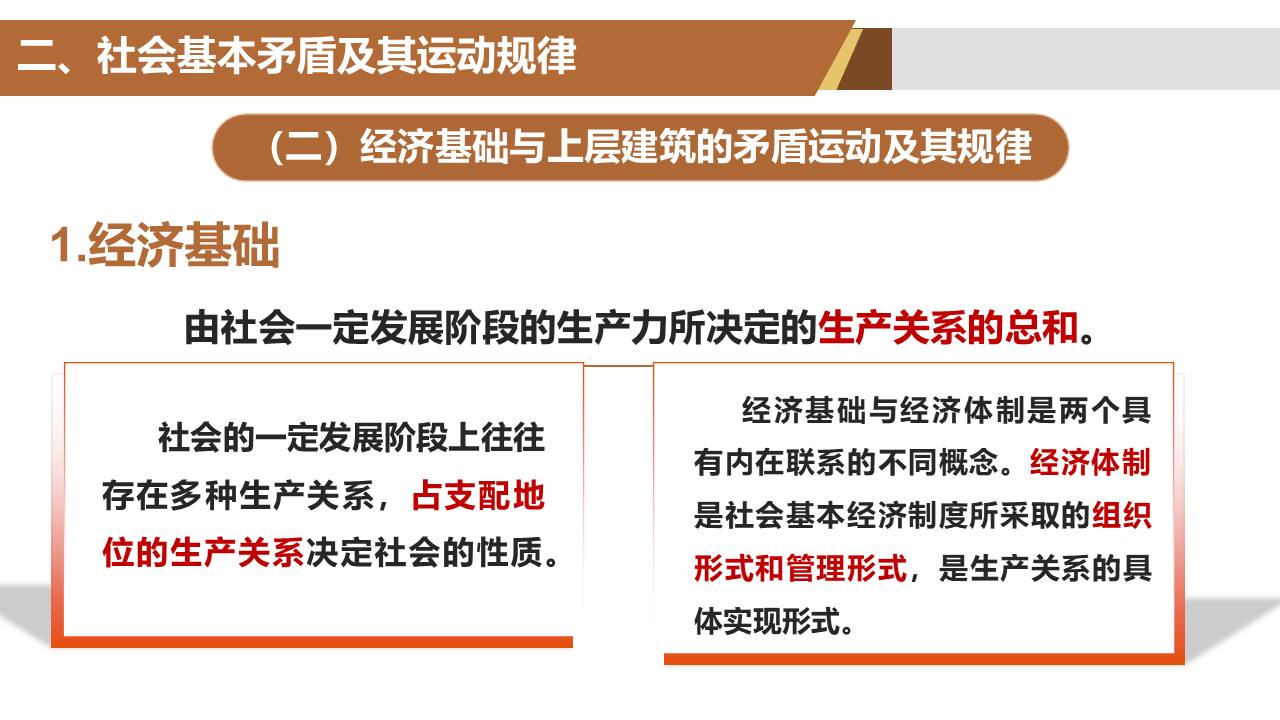 二、社会基本矛盾及其运动规律
（二）经济基础与上层建筑的矛盾运动及其规律
1.经济基础
由社会一定发展阶段的生产力所决定的生产关系的总和。
社会的一定发展阶段上往往
存在多种生产关系，占支配地
位的生产关系决定社会的性质。
经济基础与经济体制是两个具
有内在联系的不同概念。经济体制
是社会基本经济制度所采取的组织
形式和管理形式，是生产关系的具
体实现形式。